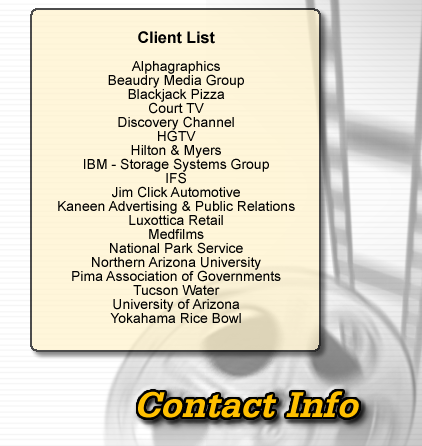 Client List
Alphagraphics
Beaudry Media Group
Blackjack Pizza
Court TV
Discovery Channel
HGTV
Hilton & Myers
IBM - Storage Systems Group
IFS
Jim Click Automotive
Kaneen Advertising & Public Relations
Luxottica Retail
Medfilms
National Park Service
Northern Arizona University
Pima Association of Governments
Tucson Water
University of Arizona
Yokahama Rice Bowl
Contact Info